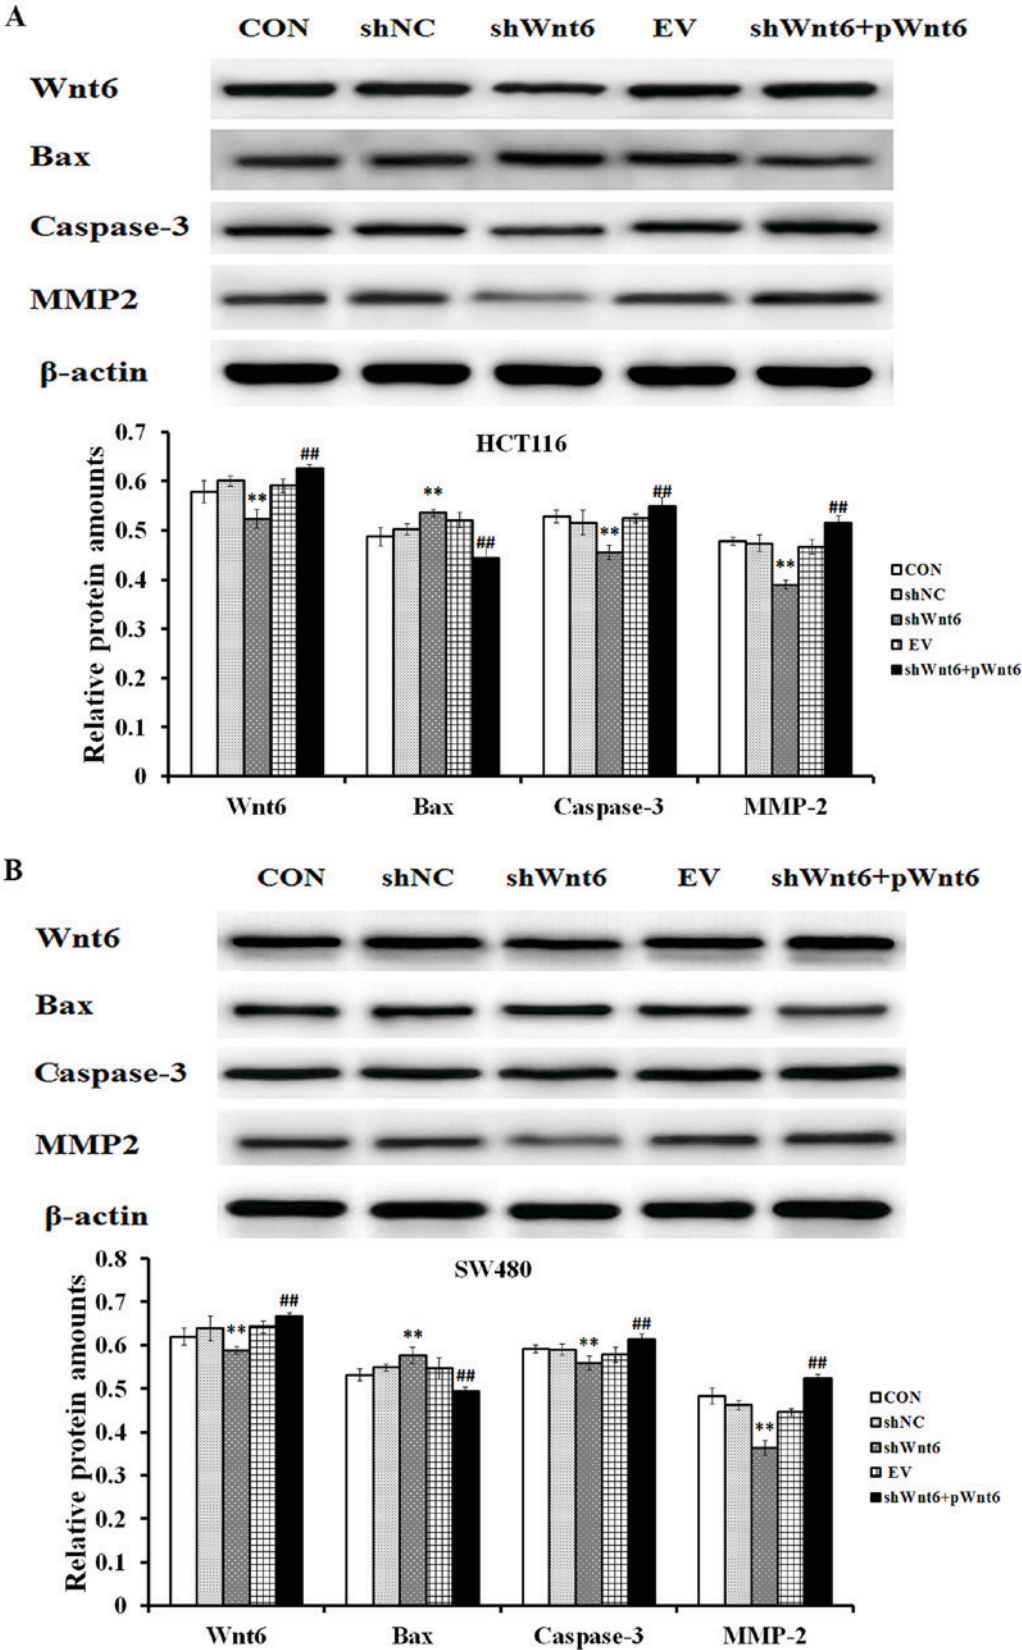 A
CON shNC shWnt6 EV shWnt6+pWnt6
Wnt6
Bax
Caspase-3
MMP2
β-actin
HCT116
Relative protein amounts
0.7
0.6
0.5
0.4
0.3
0.2
0.1
0
** ##
** ##
** ##
** ##
Wnt6 Bax Caspase-3 MMP-2
CON
shNC
shWnt6
EV
shWnt6+pWnt6
B
CON shNC shWnt6 EV shWnt6+pWnt6
Wnt6
Bax
Caspase-3
MMP2
β-actin
SW480
Relative protein amounts
0.8
0.7
0.6
0.5
0.4
0.3
0.2
0.1
0
** ##
** ##
** ##
** ##
Wnt6 Bax Caspase-3 MMP-2
CON
shNC
shWnt6
EV
shWnt6+pWnt6